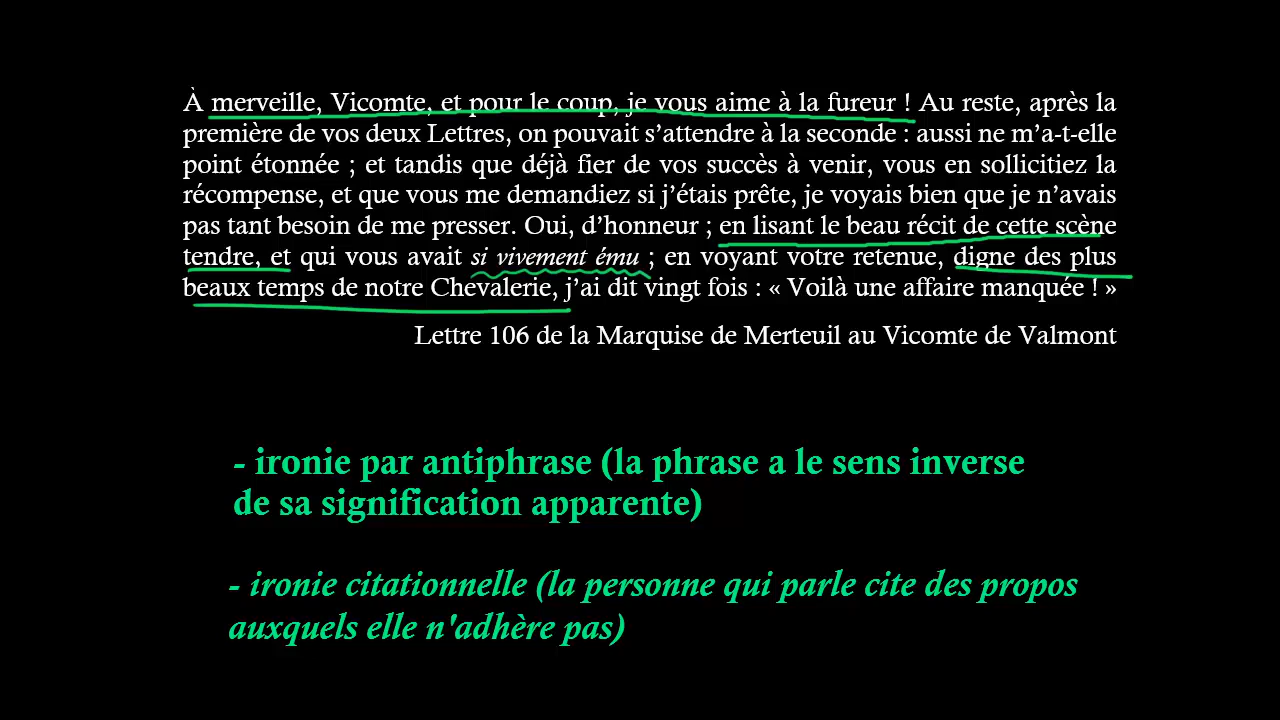 À merveille, Vicomte, et pour le coup, je vous aime à la fureur ! Au reste, après la
première de vos deux Lettres, on pouvait s’attendre à la seconde : aussi ne m’a-t-elle
point étonnée ; et tandis que déjà fier de vos succès à venir, vous en sollicitiez la
récompense, et que vous me demandiez si j’étais prête, je voyais bien que je n’avais
pas tant besoin de me presser. Oui, d’honneur ; en lisant le beau récit de cette scène
tendre, et qui vous avait si vivement ému ; en voyant votre retenue, digne des plus
beaux temps de notre Chevalerie, j’ai dit vingt fois : « Voilà une affaire manquée ! »
Lettre 106 de la Marquise de Merteuil au Vicomte de Valmont
- ironie par antiphrase (la phrase a le sens inverse
de sa signification apparente)
- ironie citationnelle (la personne qui parle cite des propos
auxquels elle n'adhère pas)